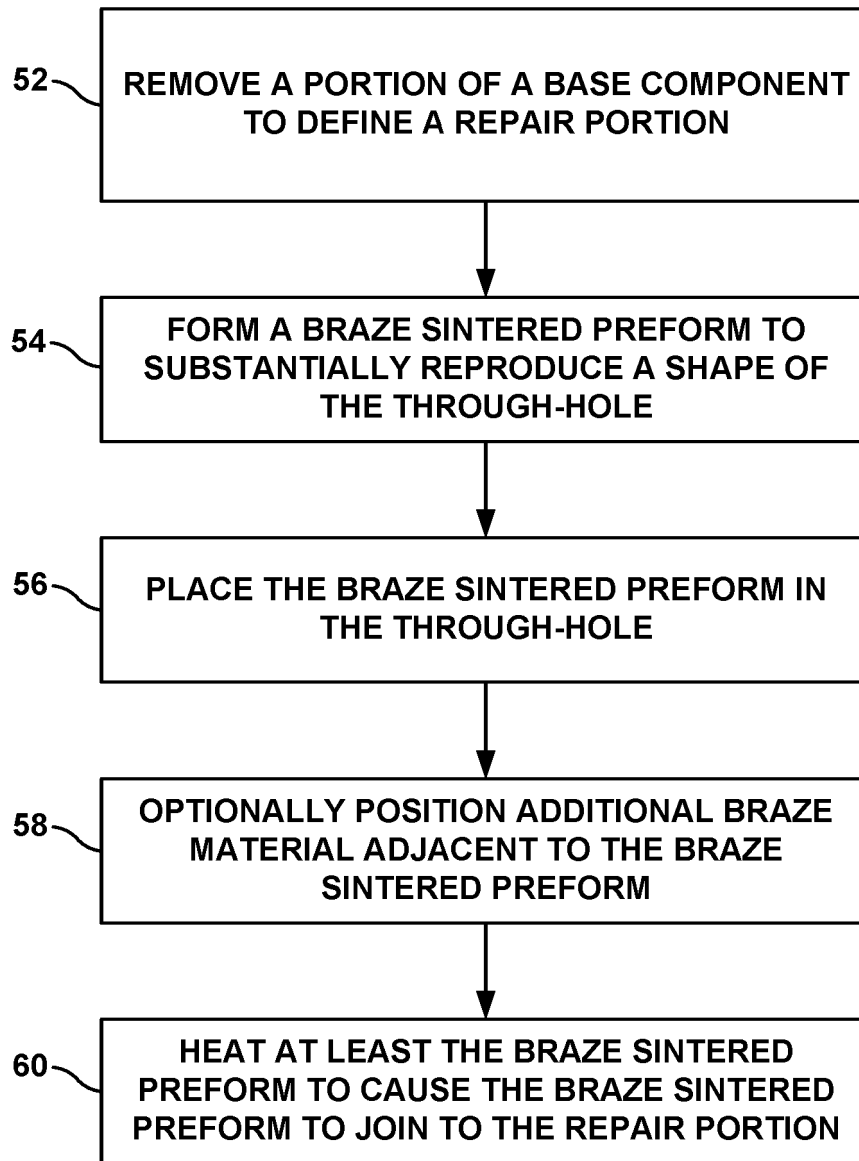 52
REMOVE A PORTION OF A BASE COMPONENT
TO DEFINE A REPAIR PORTION
54
FORM A BRAZE SINTERED PREFORM TO
SUBSTANTIALLY REPRODUCE A SHAPE OF
THE THROUGH-HOLE
56
PLACE THE BRAZE SINTERED PREFORM IN
THE THROUGH-HOLE
58
OPTIONALLY POSITION ADDITIONAL BRAZE
MATERIAL ADJACENT TO THE BRAZE
SINTERED PREFORM
60
HEAT AT LEAST THE BRAZE SINTERED
PREFORM TO CAUSE THE BRAZE SINTERED
PREFORM TO JOIN TO THE REPAIR PORTION